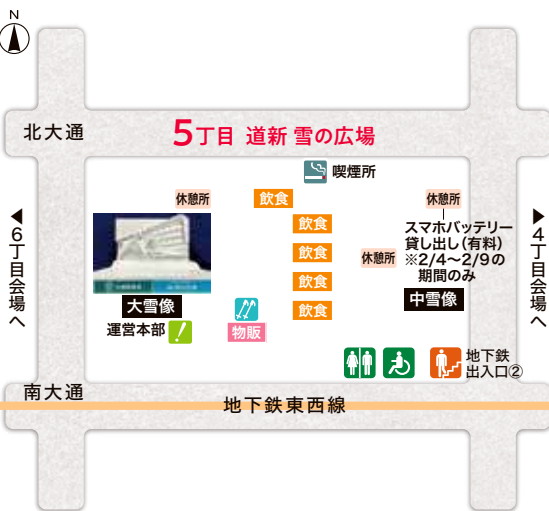 N
北大通
5丁目 道新 雪の広場
喫煙所
休憩所
飲食
休憩所
飲食
スマホバッテリー
貸し出し(有料)
※2/4～2/9の
期間のみ
飲食
休憩所
飲食
飲食
◀6丁目会場へ
▶4丁目会場へ
大雪像
中雪像
運営本部
物販
地下鉄
出入口②
南大通
地下鉄東西線